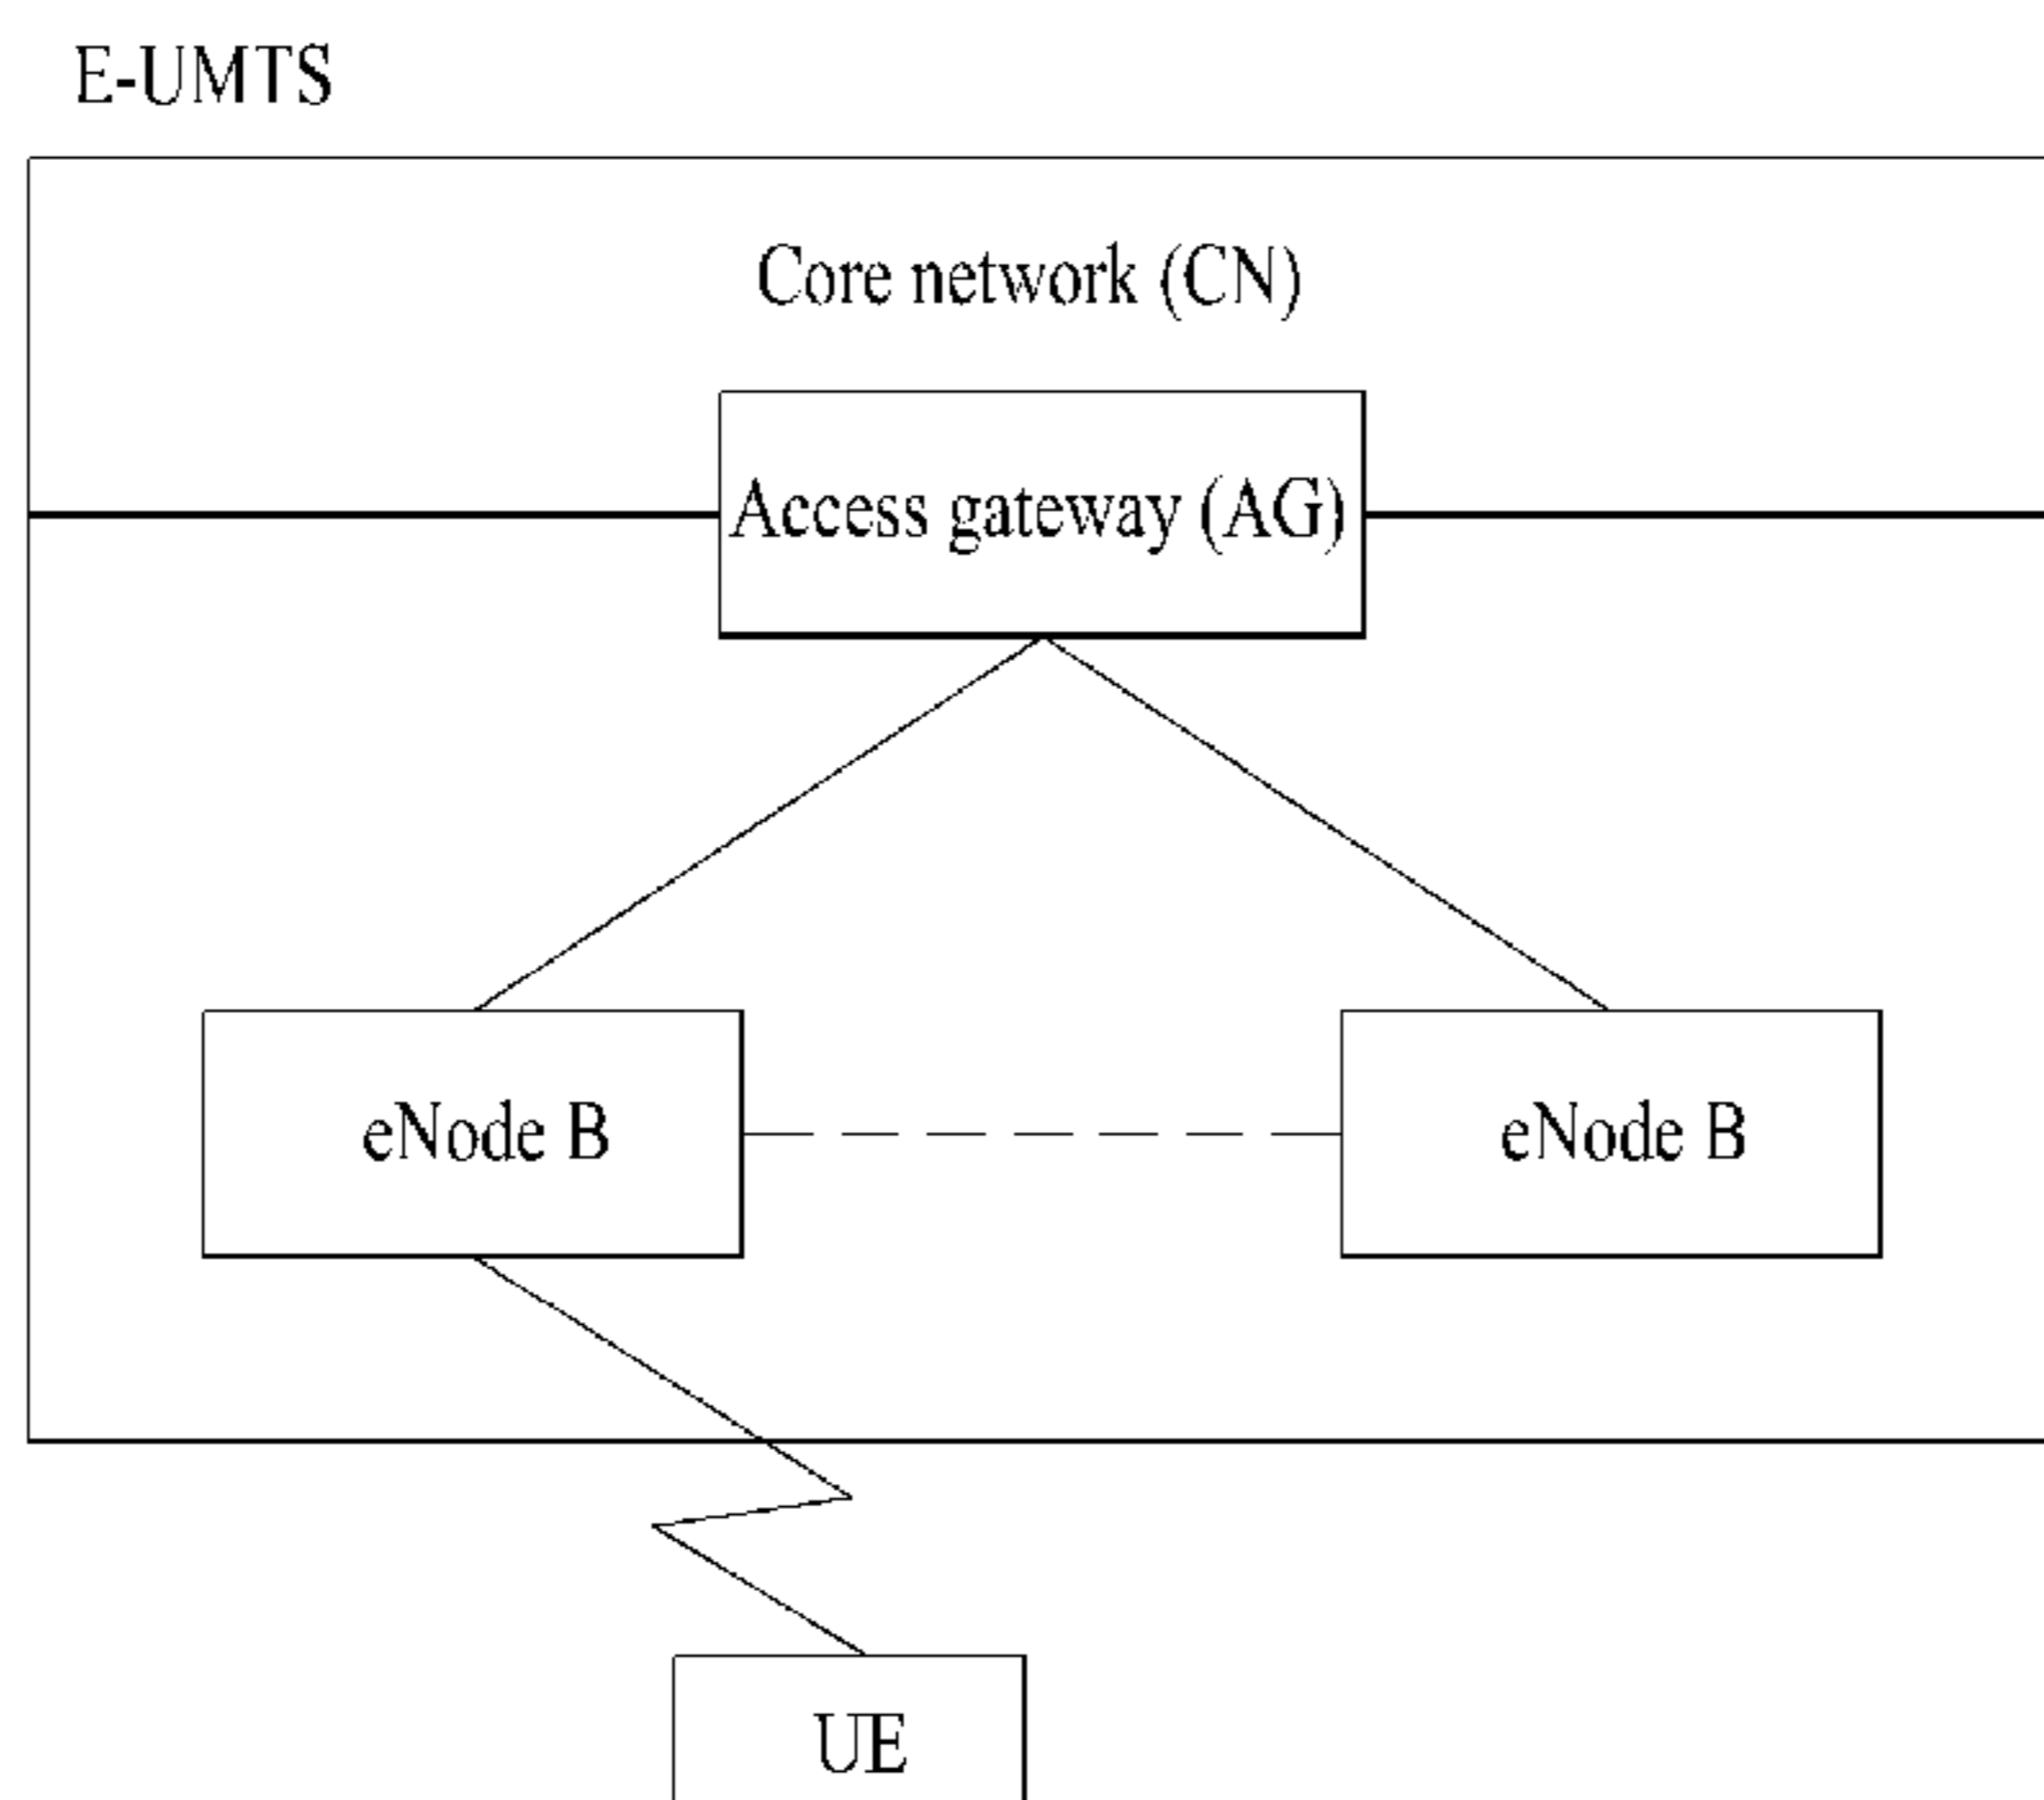 E-UMTS
Core network (CN)
Access gateway (AG)
eNode B
eNode B
UE